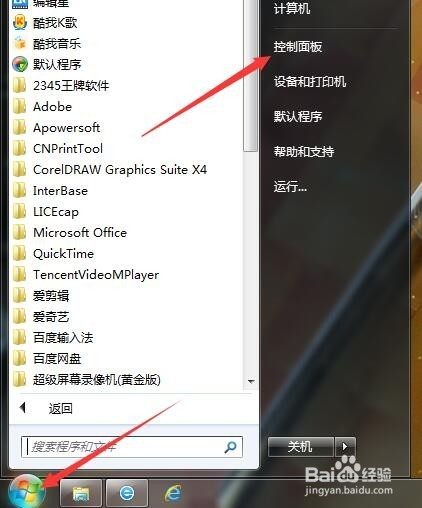 编辑星
酷我K歌
酷我音乐
默认程序
2345王牌软件
Adobe
Apowersoft
CNPrintTool
CorelDRAW Graphics Suite X4
InterBase
LICEcap
Microsoft Office
QuickTime
TencentVideoMPlayer
爱剪辑
爱奇艺
百度输入法
百度网盘
超级屏幕录像机(黄金版)
返回
搜索程序和文件
计算机
控制面板
设备和打印机
默认程序
帮助和支持
运行...
关机
Baidu经验
jingyan.baidu.com